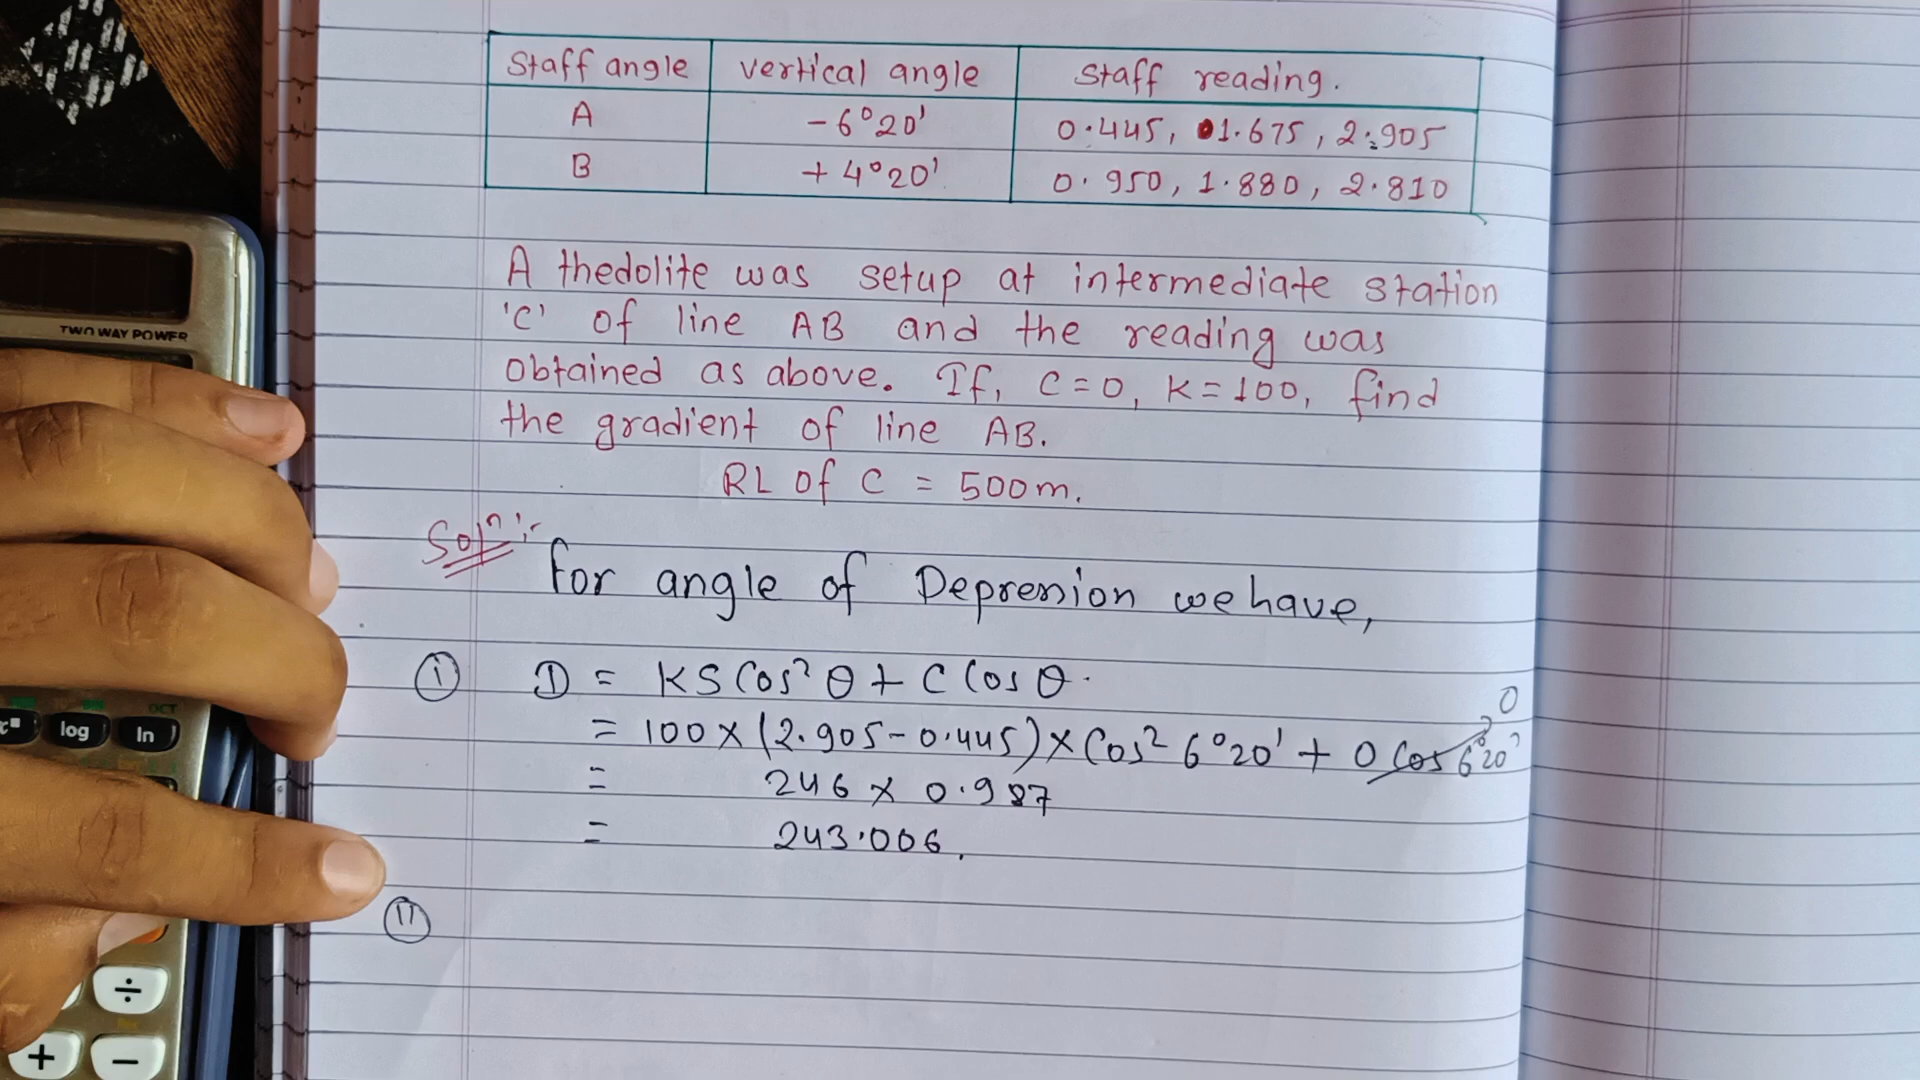 Staff angle vertical angle Staff reading.
A -6°20' 0.445, 1.675, 2.905
B +4°20' 0.950, 1.880, 2.810
A thedolite was setup at intermediate station
'C' of line AB and the reading was
obtained as above. If, C=0, K=100, find
the gradient of line AB.
RL of C = 500m.
Solⁿ:-
For angle of Depression we have,
(i) D = KS Cos²θ + C Cosθ.
= 100 × (2.905-0.445) × Cos² 6°20' + 0 Cos 6°20' 0
= 246 × 0.987
= 243.006.
(ii)
TWO WAY POWER
OCT
log ln
÷
+ −